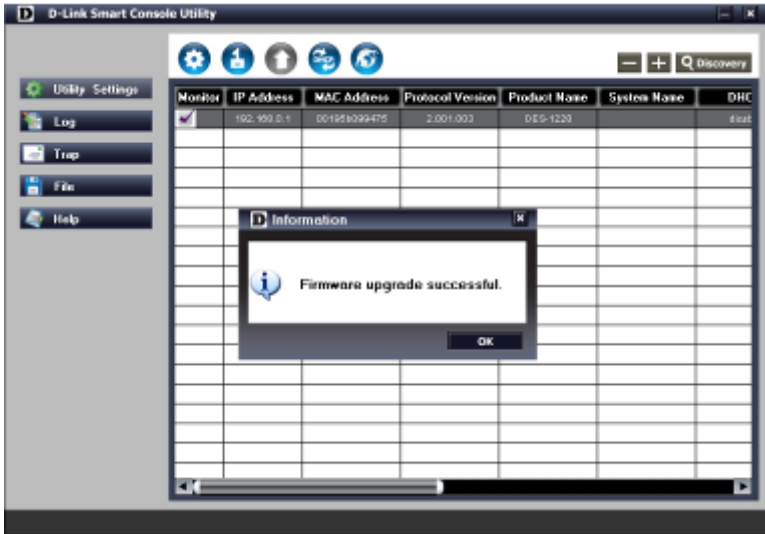 D-Link Smart Console Utility
Discovery
Utility Settings
Log
Trap
File
Help
Monitor IP Address MAC Address Protocol Version Product Name System Name DHC
192.168.0.1 2.001.003 DES-1228
Information
Firmware upgrade successful.
OK